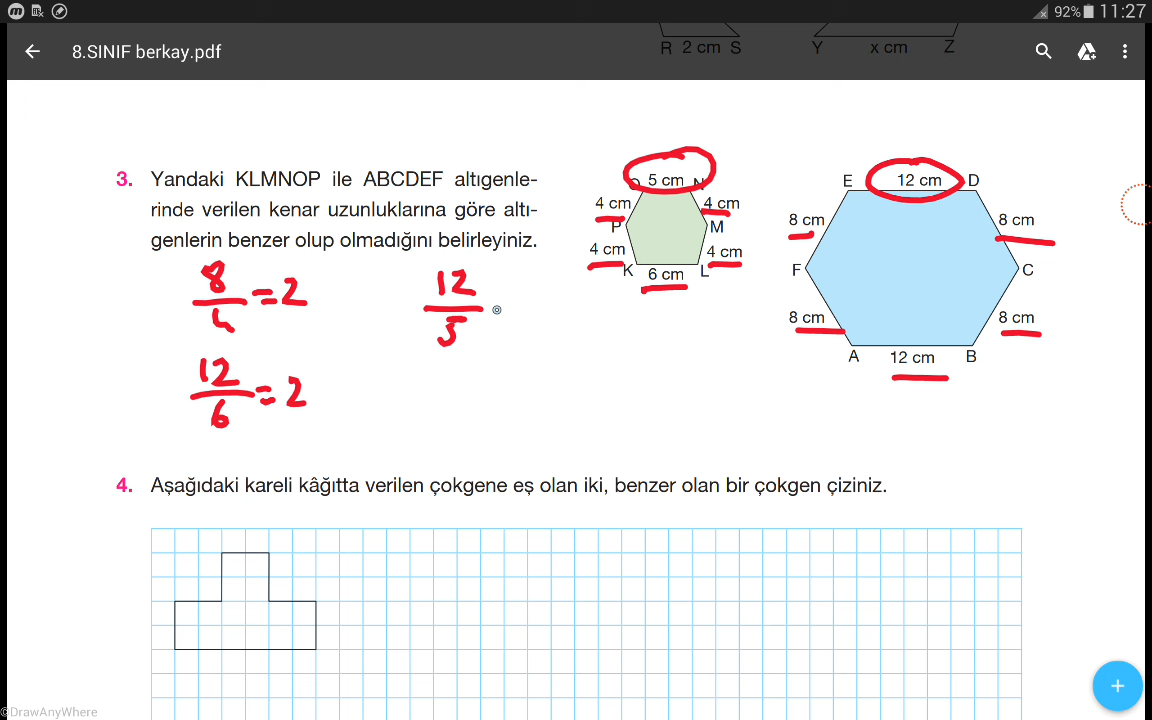 92% 11:27
8.SINIF berkay.pdf
R 2 cm S Y x cm Z
3. Yandaki KLMNOP ile ABCDEF altıgenle-
rinde verilen kenar uzunluklarına göre altı-
genlerin benzer olup olmadığını belirleyiniz.
O 5 cm N
4 cm 4 cm
P M
4 cm 4 cm
K 6 cm L
E 12 cm D
8 cm 8 cm
F C
8 cm 8 cm
A 12 cm B
8/4 = 2
12/5
12/6 = 2
4. Aşağıdaki kareli kâğıtta verilen çokgene eş olan iki, benzer olan bir çokgen çiziniz.
+
©DrawAnyWhere